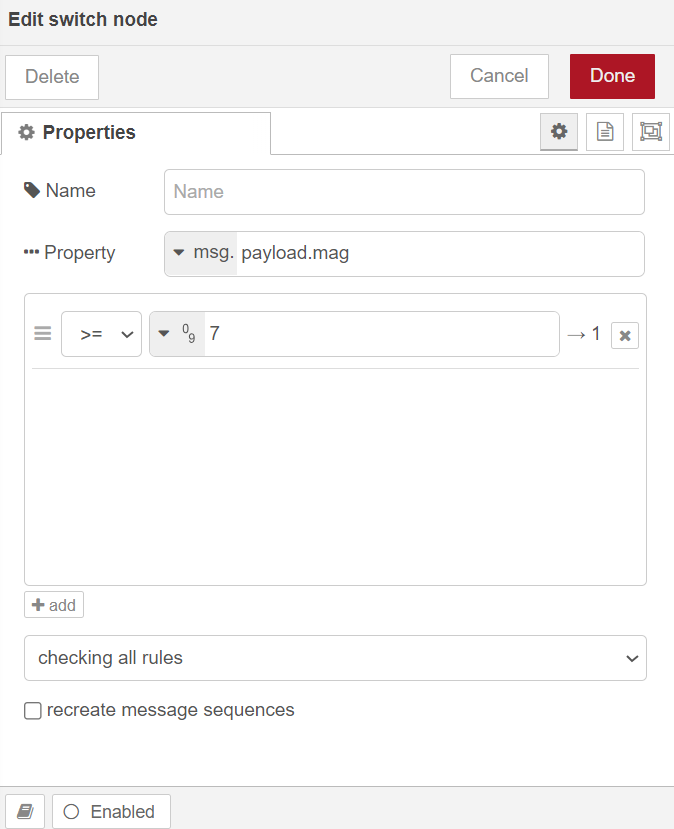 Edit switch node
Delete Cancel Done
Properties
Name Name
Property msg. payload.mag
>= 0 9 7 → 1
add
checking all rules
recreate message sequences
Enabled